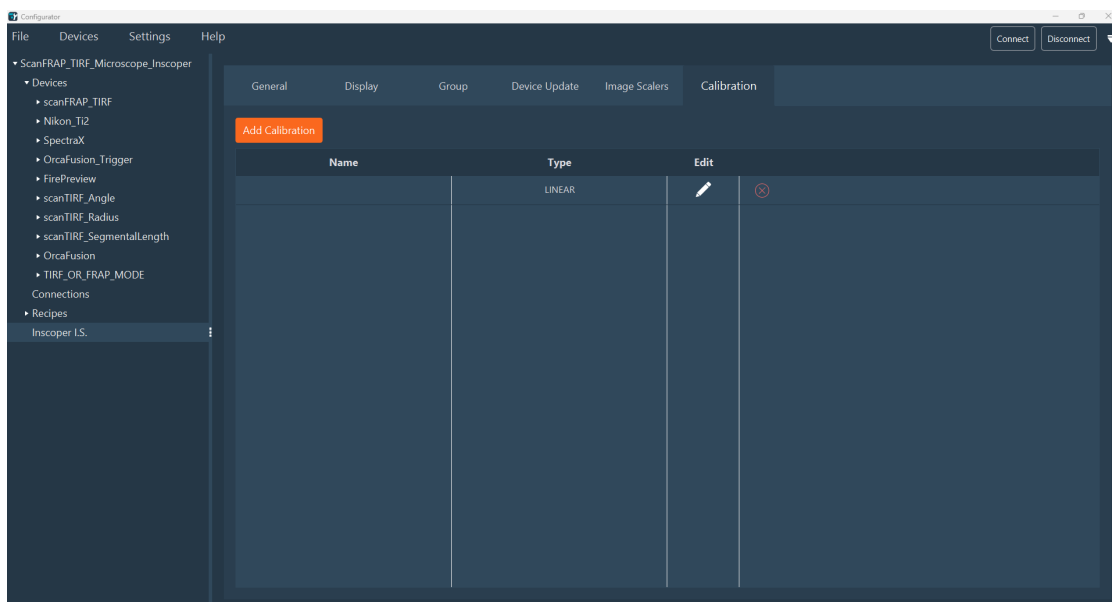 Configurator
File Devices Settings Help
Connect Disconnect
ScanFRAP_TIRF_Microscope_Inscoper
Devices
scanFRAP_TIRF
Nikon_Ti2
SpectraX
OrcaFusion_Trigger
FirePreview
scanTIRF_Angle
scanTIRF_Radius
scanTIRF_SegmentalLength
OrcaFusion
TIRF_OR_FRAP_MODE
Connections
Recipes
Inscoper I.S.
General Display Group Device Update Image Scalers Calibration
Add Calibration
Name Type Edit
LINEAR